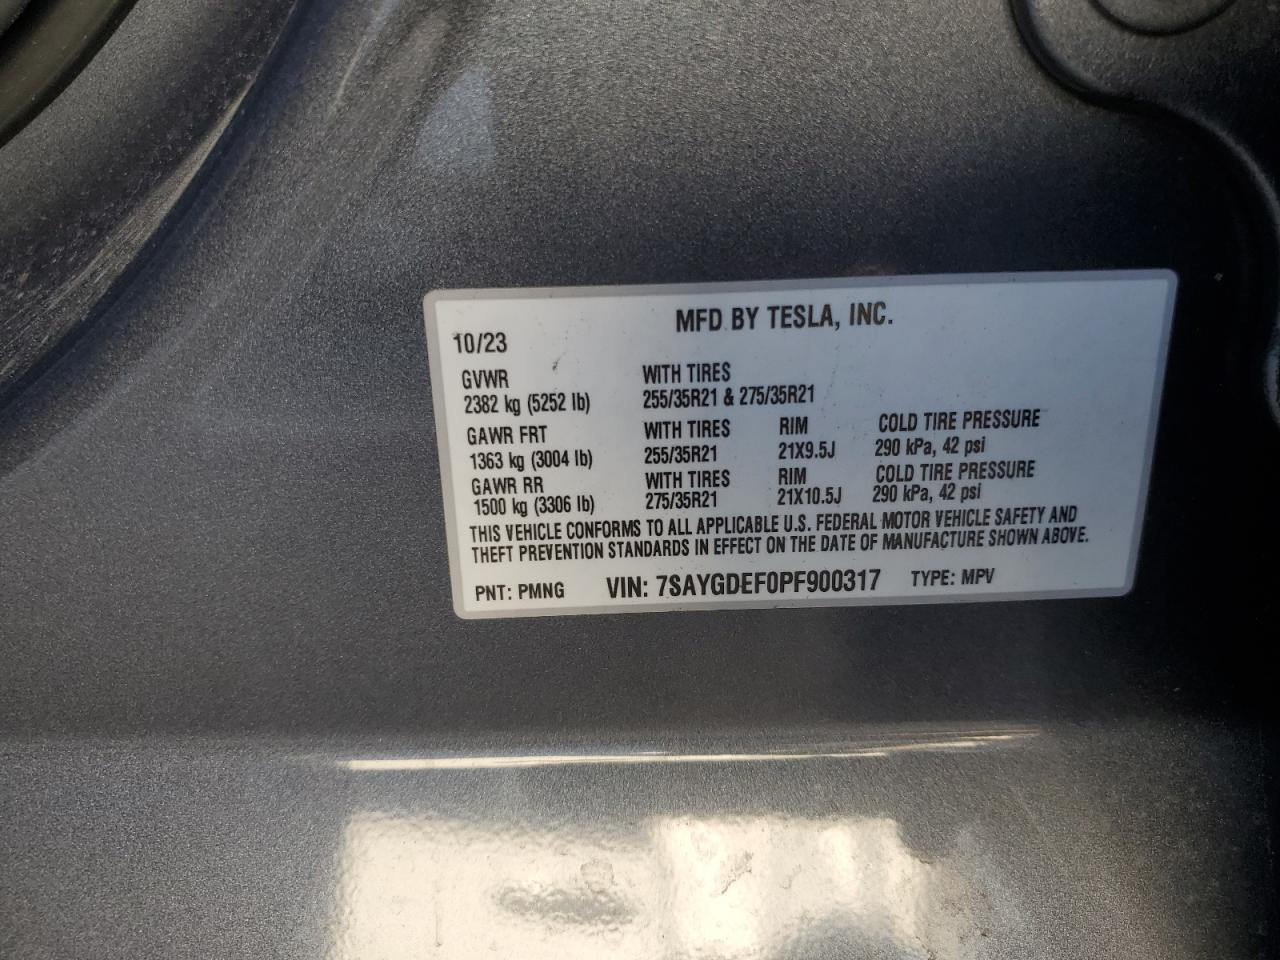 MFD BY TESLA, INC.
10/23
GVWR WITH TIRES
2382 kg (5252 lb) 255/35R21 & 275/35R21
GAWR FRT WITH TIRES RIM COLD TIRE PRESSURE
1363 kg (3004 lb) 255/35R21 21X9.5J 290 kPa, 42 psi
GAWR RR WITH TIRES RIM COLD TIRE PRESSURE
1500 kg (3306 lb) 275/35R21 21X10.5J 290 kPa, 42 psi
THIS VEHICLE CONFORMS TO ALL APPLICABLE U.S. FEDERAL MOTOR VEHICLE SAFETY AND
THEFT PREVENTION STANDARDS IN EFFECT ON THE DATE OF MANUFACTURE SHOWN ABOVE.
PNT: PMNG VIN: 7SAYGDEF0PF900317 TYPE: MPV